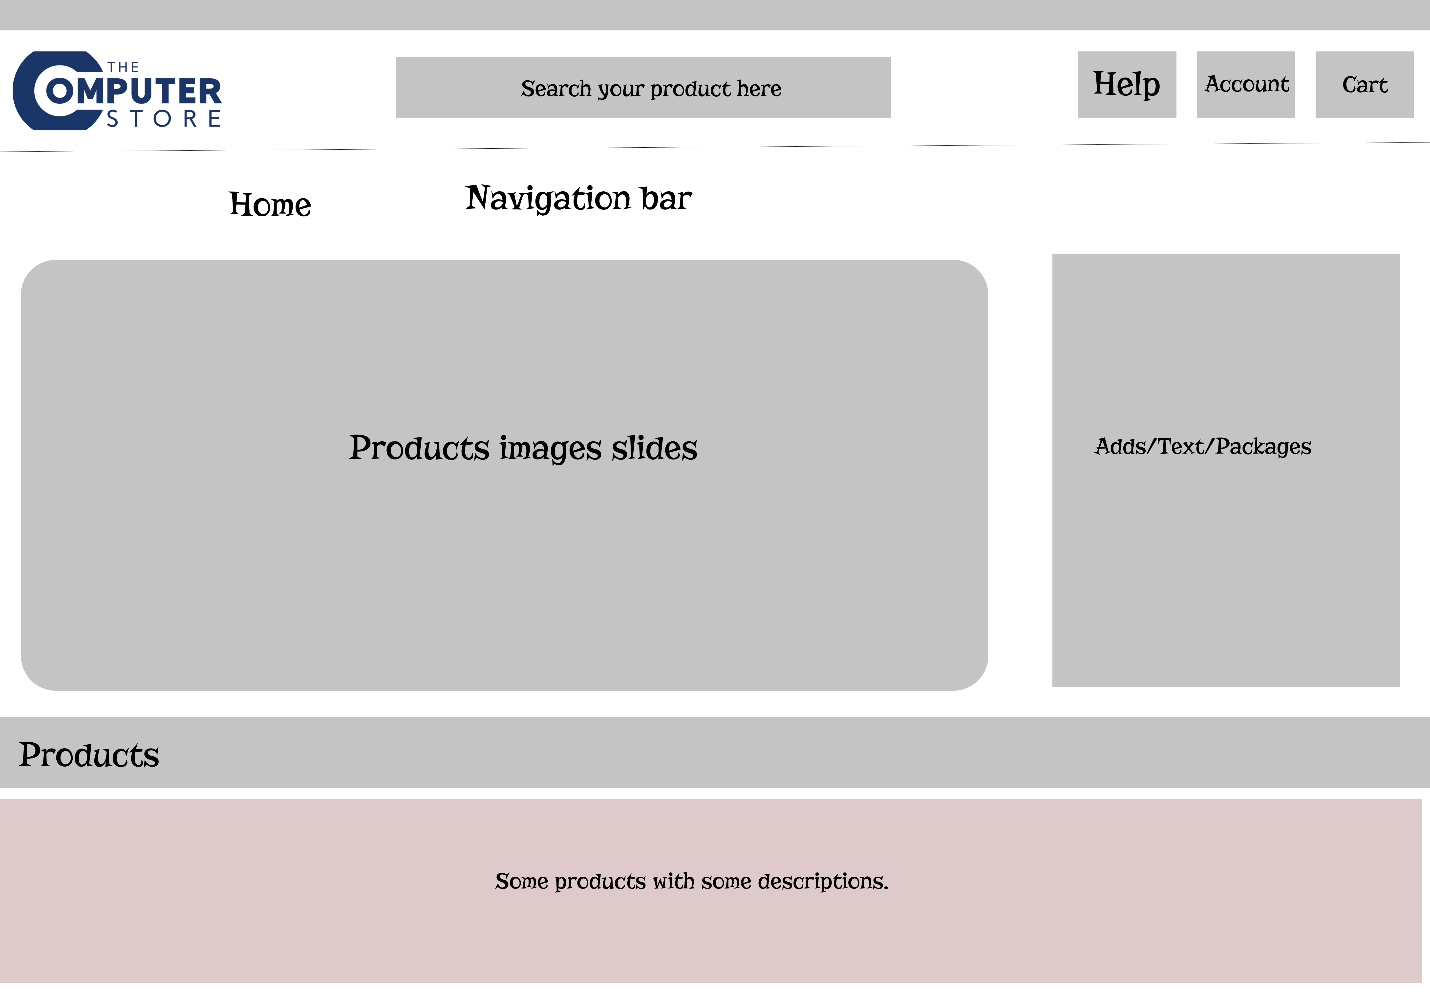 THE
COMPUTER
STORE
Search your product here
Help
Account
Cart
Home
Navigation bar
Products images slides
Adds/Text/Packages
Products
Some products with some descriptions.